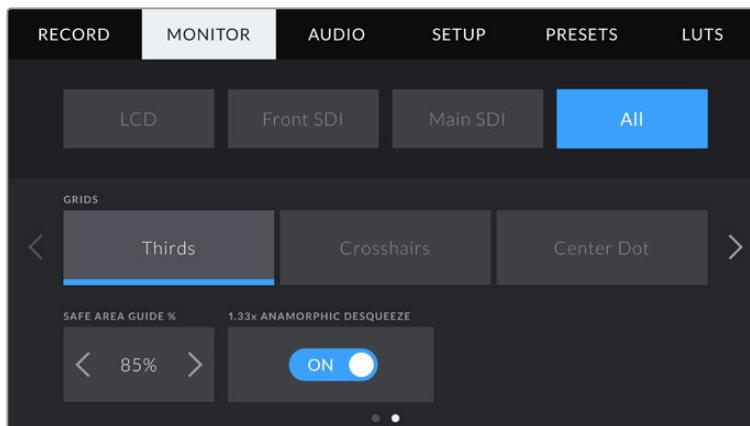 RECORD MONITOR AUDIO SETUP PRESETS LUTS
LCD Front SDI Main SDI All
GRIDS
Thirds Crosshairs Center Dot
SAFE AREA GUIDE % 1.33x ANAMORPHIC DESQUEEZE
85% ON